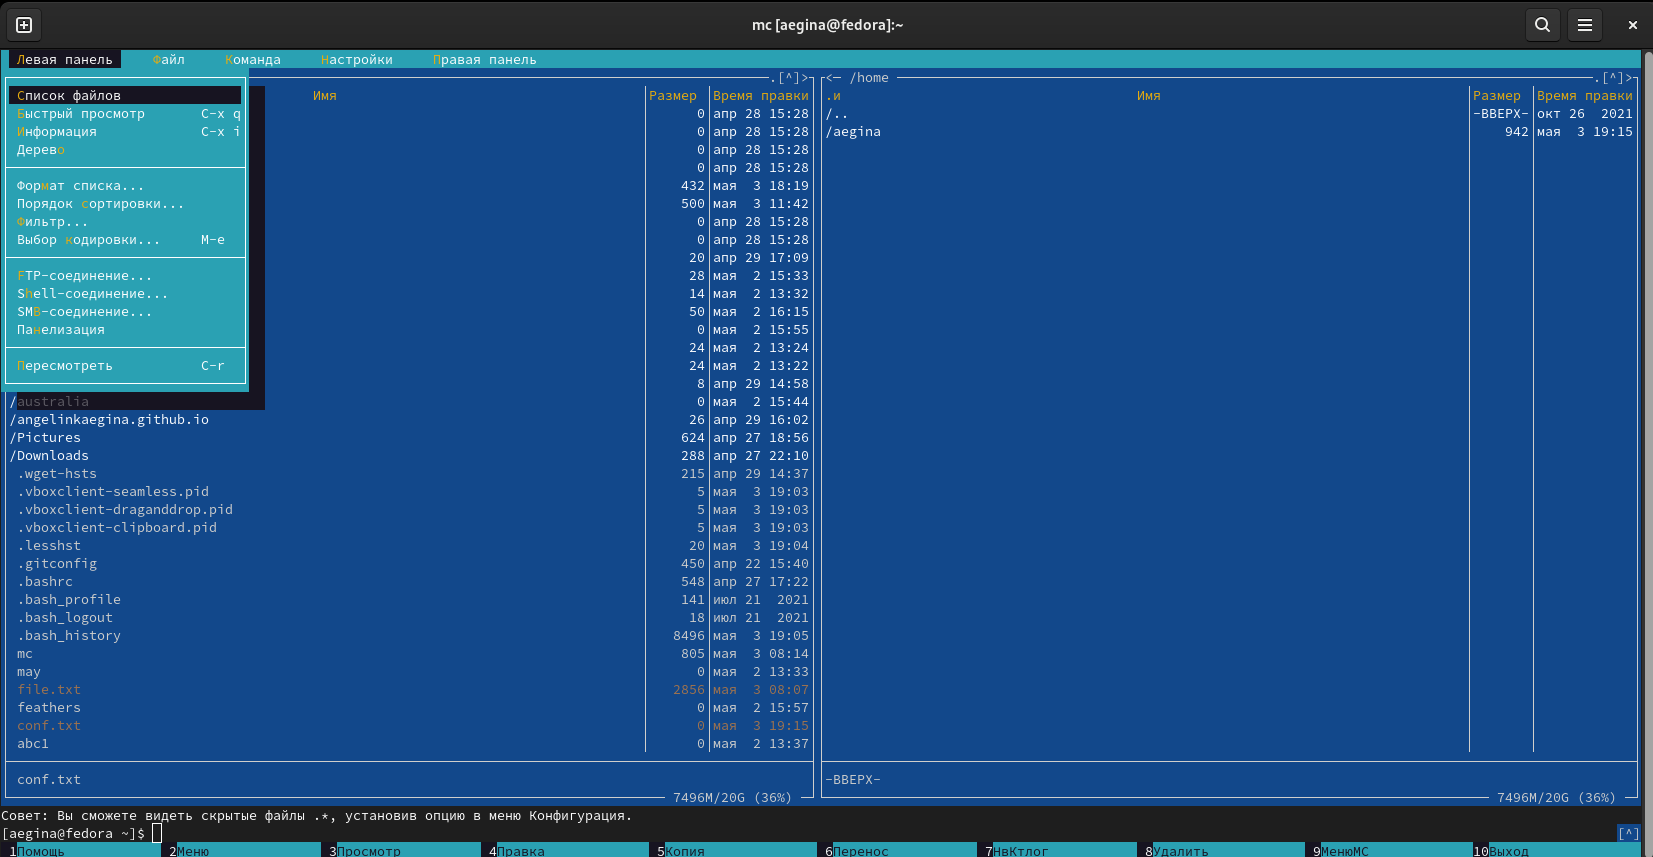 mc [aegina@fedora]:~
Левая панель Файл Команда Настройки Правая панель
.[^]> <─ /home .[^]>
Список файлов Имя Размер Время правки .и Имя Размер Время правки
Быстрый просмотр C-x q 0 апр 28 15:28 /.. -ВВЕРХ- окт 26 2021
Информация C-x i 0 апр 28 15:28 /aegina 942 мая 3 19:15
Дерево 0 апр 28 15:28
0 апр 28 15:28
Формат списка... 432 мая 3 18:19
Порядок сортировки... 500 мая 3 11:42
Фильтр... 0 апр 28 15:28
Выбор кодировки... M-e 0 апр 28 15:28
20 апр 29 17:09
FTP-соединение... 28 мая 2 15:33
Shell-соединение... 14 мая 2 13:32
SMB-соединение... 50 мая 2 16:15
Панелизация 0 мая 2 15:55
24 мая 2 13:24
Пересмотреть C-r 24 мая 2 13:22
8 апр 29 14:58
/australia 0 мая 2 15:44
/angelinkaegina.github.io 26 апр 29 16:02
/Pictures 624 апр 27 18:56
/Downloads 288 апр 27 22:10
.wget-hsts 215 апр 29 14:37
.vboxclient-seamless.pid 5 мая 3 19:03
.vboxclient-draganddrop.pid 5 мая 3 19:03
.vboxclient-clipboard.pid 5 мая 3 19:03
.lesshst 20 мая 3 19:04
.gitconfig 450 апр 22 15:40
.bashrc 548 апр 27 17:22
.bash_profile 141 июл 21 2021
.bash_logout 18 июл 21 2021
.bash_history 8496 мая 3 19:05
mc 805 мая 3 08:14
may 0 мая 2 13:33
file.txt 2856 мая 3 08:07
feathers 0 мая 2 15:57
conf.txt 0 мая 3 19:15
abc1 0 мая 2 13:37
conf.txt -ВВЕРХ-
7496M/20G (36%) 7496M/20G (36%)
Совет: Вы сможете видеть скрытые файлы .*, установив опцию в меню Конфигурация.
[aegina@fedora ~]$ [^]
1Помощь 2Меню 3Просмотр 4Правка 5Копия 6Перенос 7НвКтлог 8Удалить 9МенюMC 10Выход